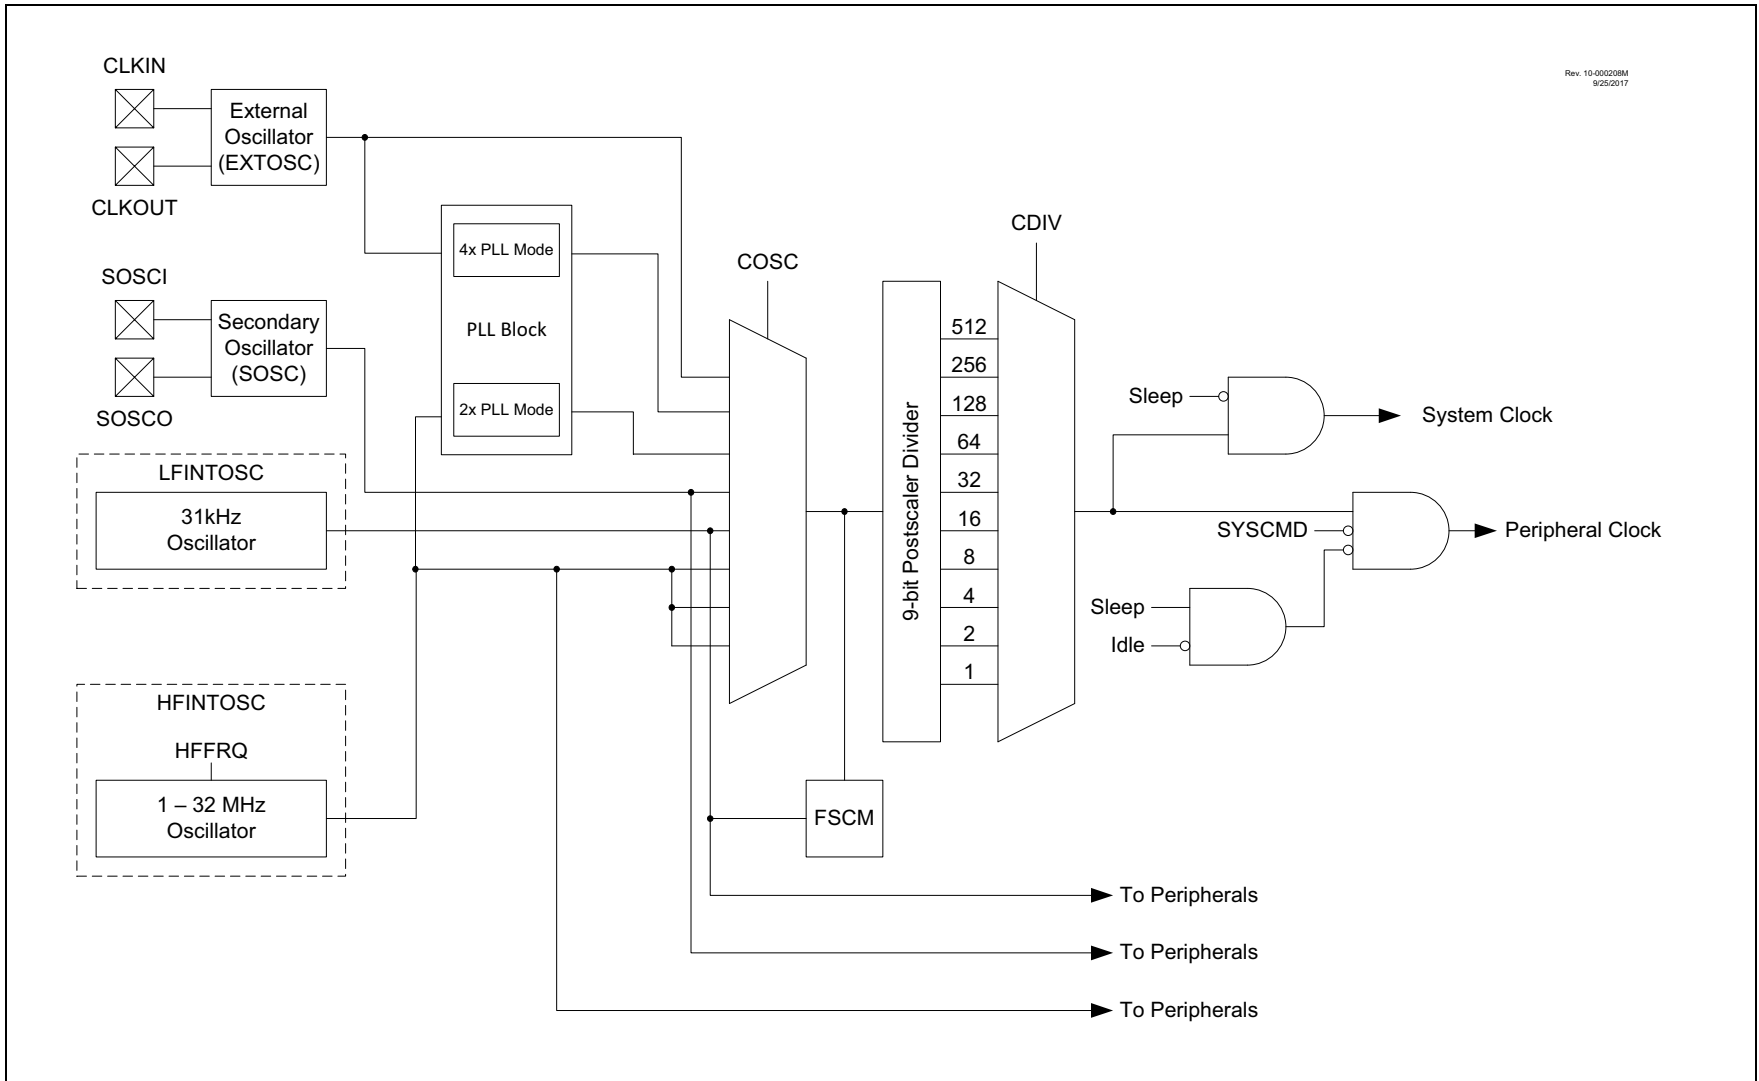 Rev. 10-000208M
9/25/2017
CLKIN
External
Oscillator
(EXTOSC)
CLKOUT
SOSCI
Secondary
Oscillator
(SOSC)
SOSCO
4x PLL Mode
PLL Block
2x PLL Mode
LFINTOSC
31kHz
Oscillator
HFINTOSC
HFFRQ
1 – 32 MHz
Oscillator
COSC
FSCM
9-bit Postscaler Divider
CDIV
512
256
128
64
32
16
8
4
2
1
Sleep
System Clock
SYSCMD
Peripheral Clock
Sleep
Idle
To Peripherals
To Peripherals
To Peripherals